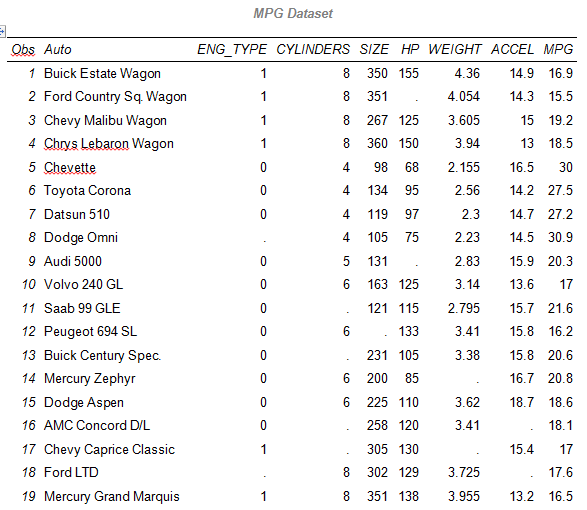 MPG Dataset
Obs Auto ENG_TYPE CYLINDERS SIZE HP WEIGHT ACCEL MPG
1 Buick Estate Wagon 1 8 350 155 4.36 14.9 16.9
2 Ford Country Sq. Wagon 1 8 351 . 4.054 14.3 15.5
3 Chevy Malibu Wagon 1 8 267 125 3.605 15 19.2
4 Chrys Lebaron Wagon 1 8 360 150 3.94 13 18.5
5 Chevette 0 4 98 68 2.155 16.5 30
6 Toyota Corona 0 4 134 95 2.56 14.2 27.5
7 Datsun 510 0 4 119 97 2.3 14.7 27.2
8 Dodge Omni . 4 105 75 2.23 14.5 30.9
9 Audi 5000 0 5 131 . 2.83 15.9 20.3
10 Volvo 240 GL 0 6 163 125 3.14 13.6 17
11 Saab 99 GLE 0 . 121 115 2.795 15.7 21.6
12 Peugeot 694 SL 0 6 . 133 3.41 15.8 16.2
13 Buick Century Spec. 0 . 231 105 3.38 15.8 20.6
14 Mercury Zephyr 0 6 200 85 . 16.7 20.8
15 Dodge Aspen 0 6 225 110 3.62 18.7 18.6
16 AMC Concord D/L 0 . 258 120 3.41 . 18.1
17 Chevy Caprice Classic 1 . 305 130 . 15.4 17
18 Ford LTD . 8 302 129 3.725 . 17.6
19 Mercury Grand Marquis 1 8 351 138 3.955 13.2 16.5